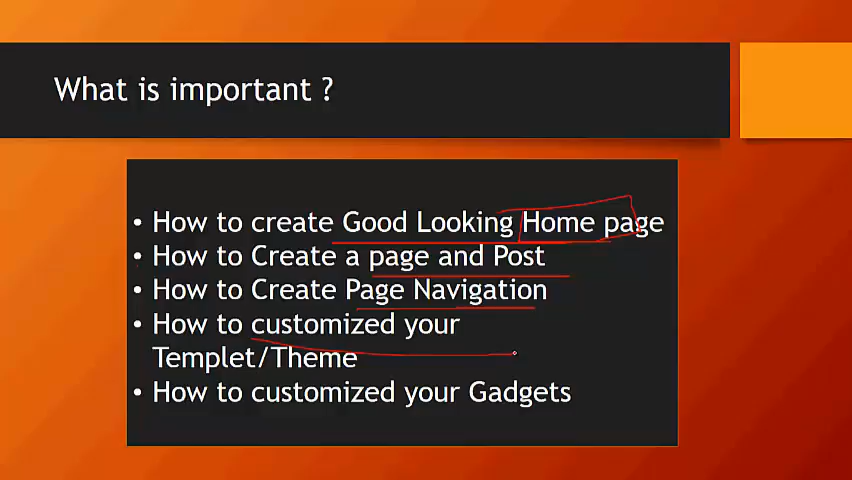 What is important ?
• How to create Good Looking Home page
• How to Create a page and Post
• How to Create Page Navigation
• How to customized your
Templet/Theme
• How to customized your Gadgets